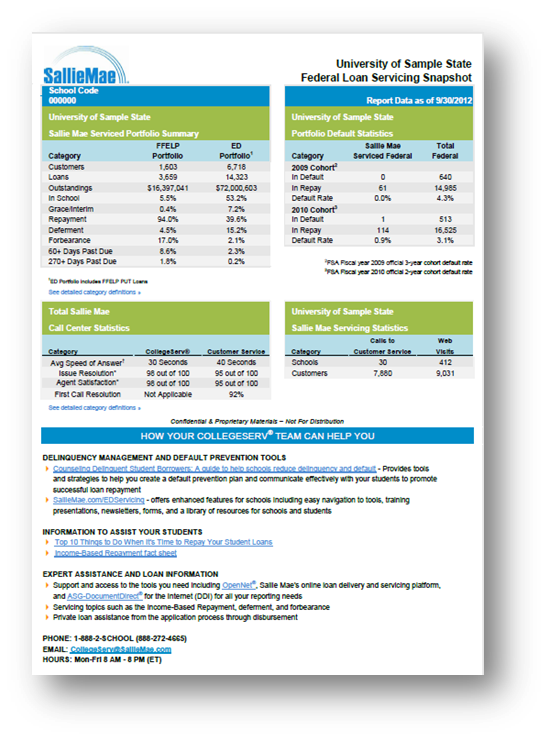 SallieMae
University of Sample State
Federal Loan Servicing Snapshot
School Code
000000
Report Data as of 9/30/2012
University of Sample State
Sallie Mae Serviced Portfolio Summary
Category FFELP Portfolio ED Portfolio¹
Customers 1,603 6,718
Loans 3,659 14,323
Outstandings $16,397,041 $72,000,603
In School 5.5% 53.2%
Grace/Interim 0.4% 7.2%
Repayment 94.0% 39.6%
Deferment 4.5% 15.2%
Forbearance 17.0% 2.1%
60+ Days Past Due 8.6% 2.3%
270+ Days Past Due 1.8% 0.2%
¹ED Portfolio includes FFELP PUT Loans
See detailed category definitions »
University of Sample State
Portfolio Default Statistics
Category Sallie Mae Serviced Federal Total Federal
2009 Cohort²
In Default 0 640
In Repay 61 14,985
Default Rate 0.0% 4.3%
2010 Cohort³
In Default 1 513
In Repay 114 16,525
Default Rate 0.9% 3.1%
²FSA Fiscal year 2009 official 3-year cohort default rate
³FSA Fiscal year 2010 official 2-year cohort default rate
Total Sallie Mae
Call Center Statistics
Category CollegeServ® Customer Service
Avg Speed of Answer† 30 Seconds 40 Seconds
Issue Resolution* 98 out of 100 95 out of 100
Agent Satisfaction* 98 out of 100 95 out of 100
First Call Resolution Not Applicable 92%
See detailed category definitions »
University of Sample State
Sallie Mae Servicing Statistics
Category Calls to Customer Service Web Visits
Schools 30 412
Customers 7,880 9,031
Confidential & Proprietary Materials – Not For Distribution
HOW YOUR COLLEGESERV® TEAM CAN HELP YOU
DELINQUENCY MANAGEMENT AND DEFAULT PREVENTION TOOLS
Counseling Delinquent Student Borrowers: A guide to help schools reduce delinquency and default - Provides tools
and strategies to help you create a default prevention plan and communicate effectively with your students to promote
successful loan repayment
SallieMae.com/EDServicing - offers enhanced features for schools including easy navigation to tools, training
presentations, newsletters, forms, and a library of resources for schools and students
INFORMATION TO ASSIST YOUR STUDENTS
Top 10 Things to Do When It's Time to Repay Your Student Loans
Income-Based Repayment fact sheet
EXPERT ASSISTANCE AND LOAN INFORMATION
Support and access to the tools you need including OpenNet®, Sallie Mae's online loan delivery and servicing platform,
and ASG-DocumentDirect® for the Internet (DDI) for all your reporting needs
Servicing topics such as the Income-Based Repayment, deferment, and forbearance
Private loan assistance from the application process through disbursement
PHONE: 1-888-2-SCHOOL (888-272-4665)
EMAIL: CollegeServ@SallieMae.com
HOURS: Mon-Fri 8 AM - 8 PM (ET)